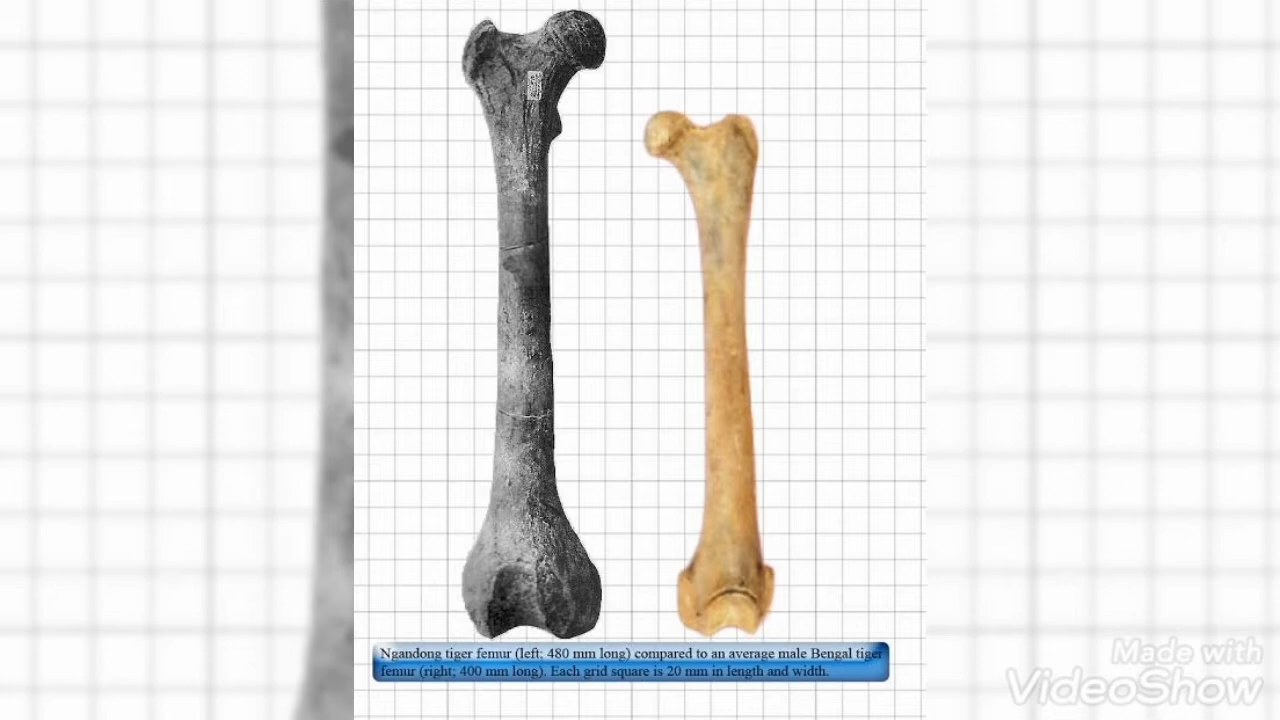 Ngandong tiger femur (left; 480 mm long) compared to an average male Bengal tiger
femur (right; 400 mm long). Each grid square is 20 mm in length and width.
Made with
VideoShow